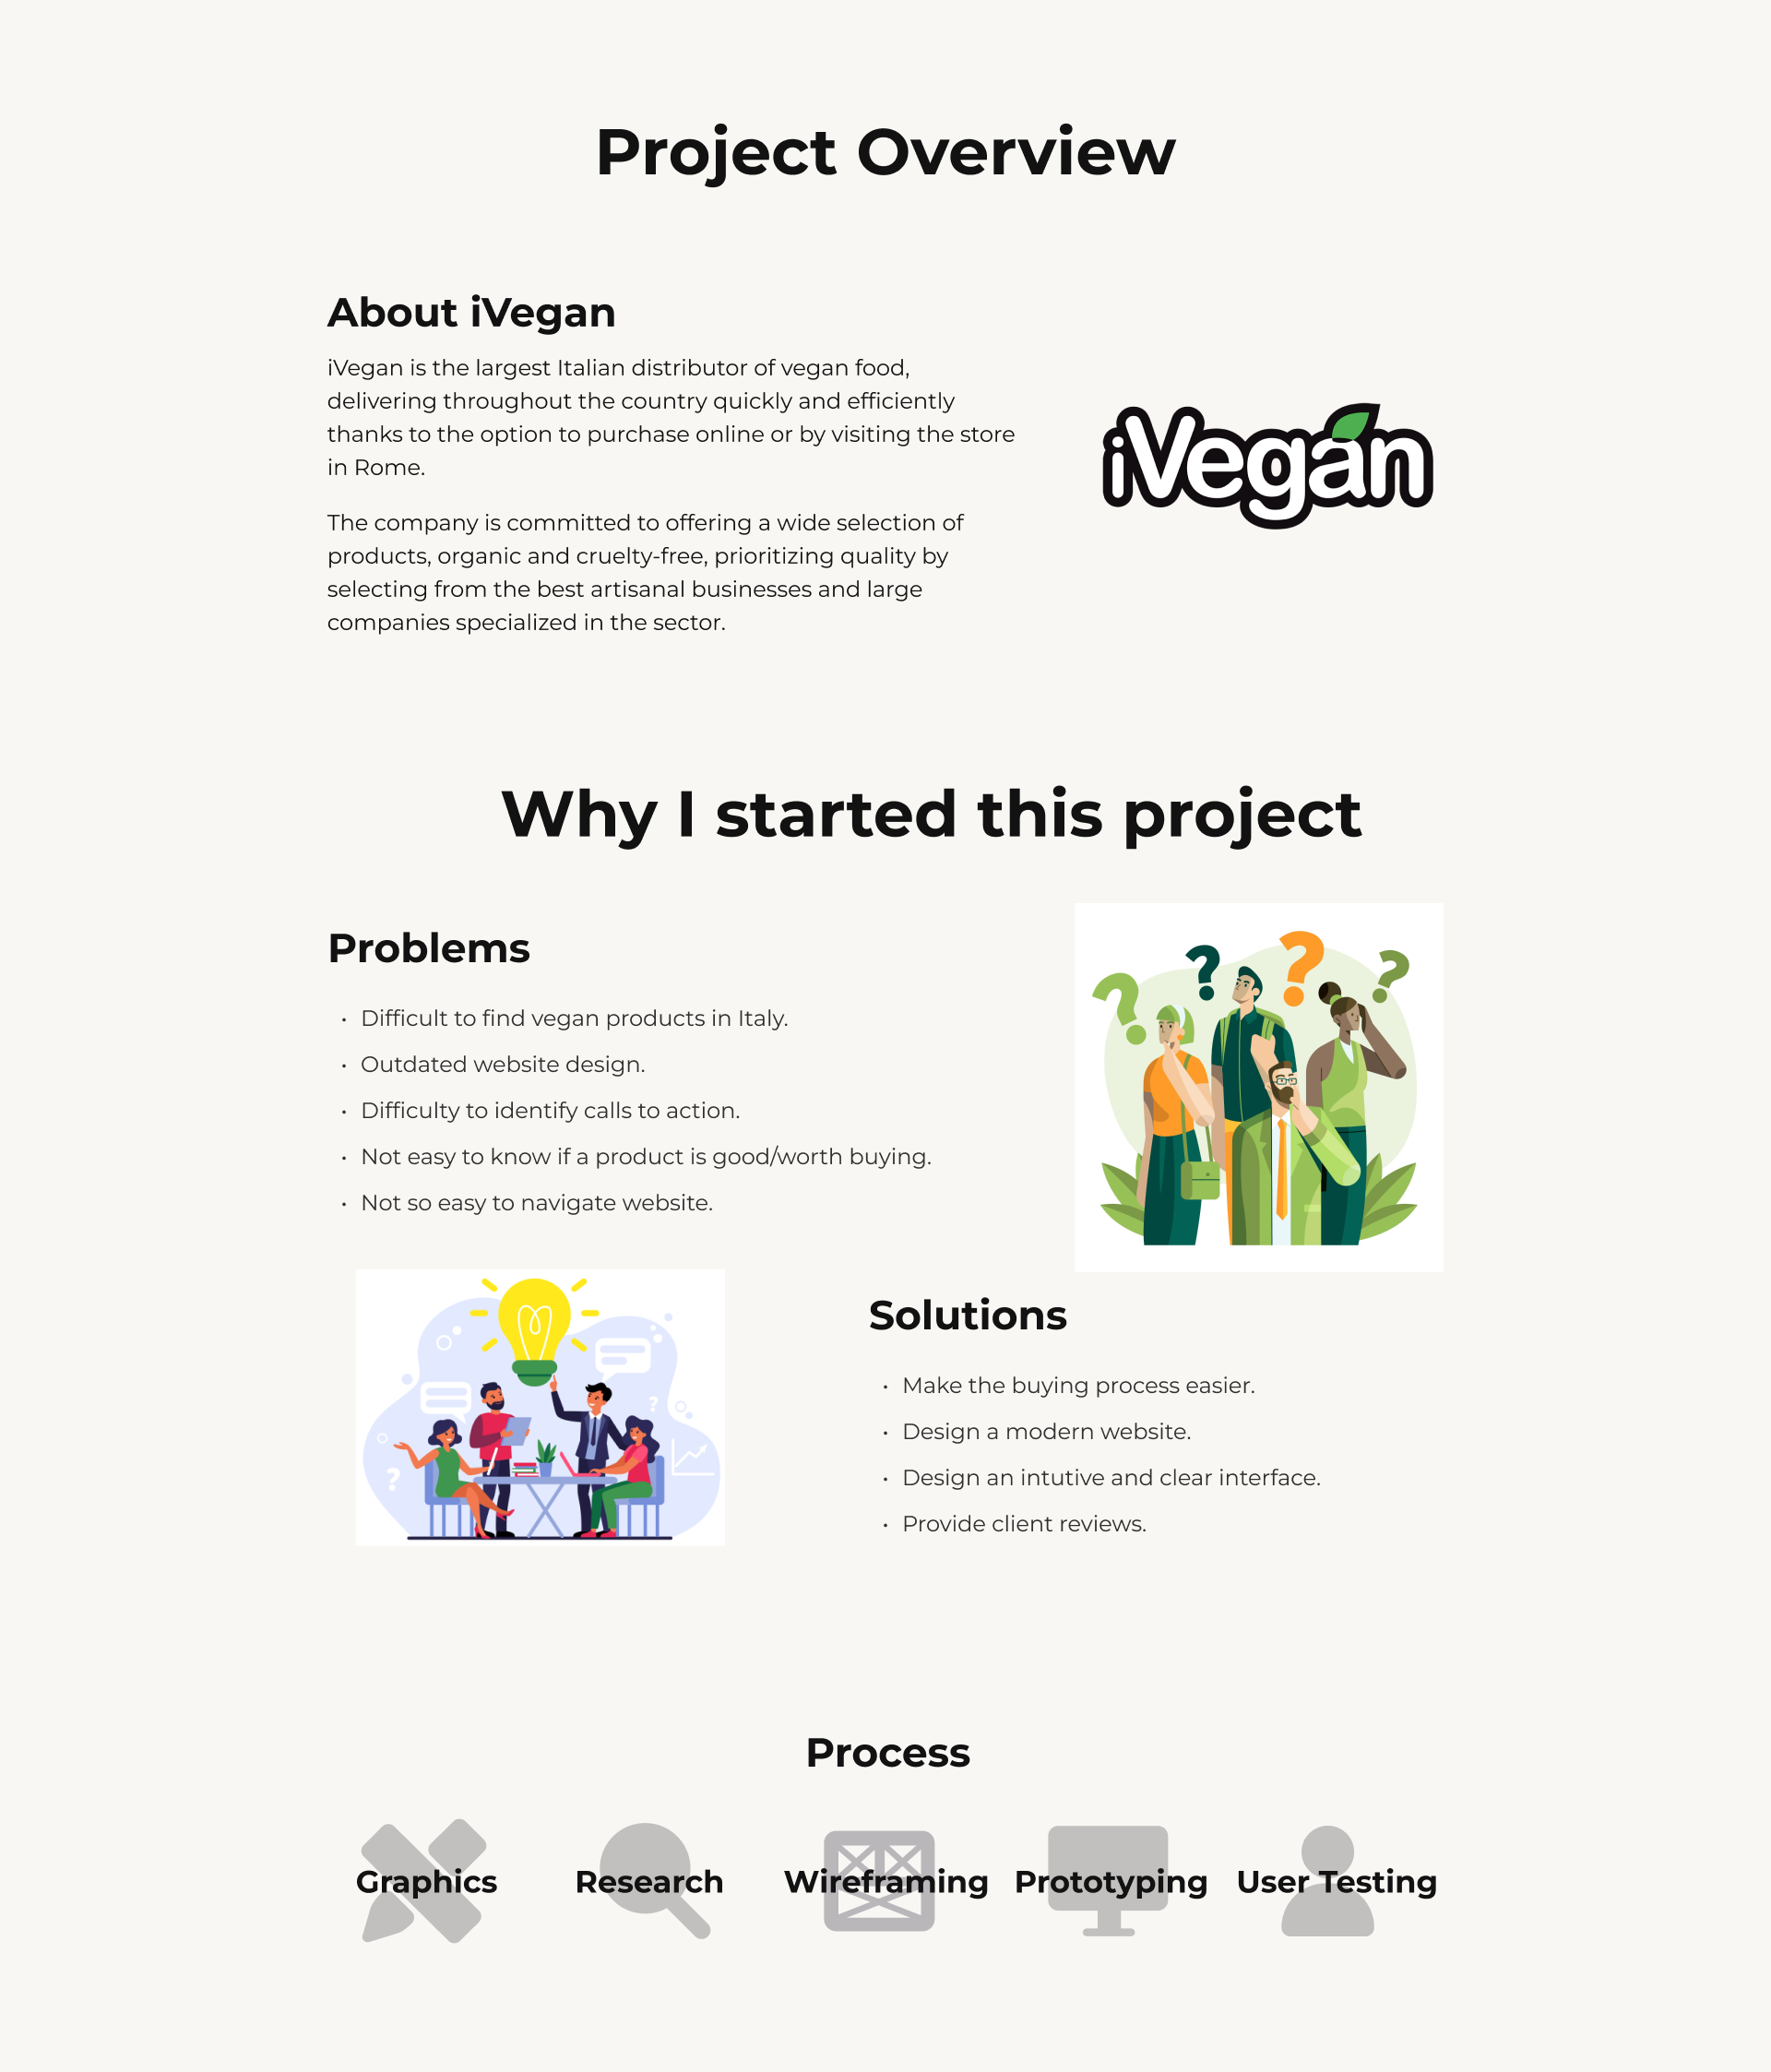 Project Overview
About iVegan
iVegan is the largest Italian distributor of vegan food,
delivering throughout the country quickly and efficiently
thanks to the option to purchase online or by visiting the store
in Rome.
The company is committed to offering a wide selection of
products, organic and cruelty-free, prioritizing quality by
selecting from the best artisanal businesses and large
companies specialized in the sector.
iVegan
Why I started this project
Problems
• Difficult to find vegan products in Italy.
• Outdated website design.
• Difficulty to identify calls to action.
• Not easy to know if a product is good/worth buying.
• Not so easy to navigate website.
? ? ? ?
Solutions
• Make the buying process easier.
• Design a modern website.
• Design an intutive and clear interface.
• Provide client reviews.
? ?
Process
Graphics
Research
Wireframing
Prototyping
User Testing